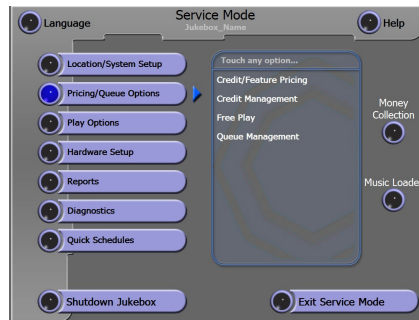 Language
Service Mode
Jukebox_Name
Help
Location/System Setup
Pricing/Queue Options
Play Options
Hardware Setup
Reports
Diagnostics
Quick Schedules
Touch any option...
Credit/Feature Pricing
Credit Management
Free Play
Queue Management
Money
Collection
Music Loade
Shutdown Jukebox
Exit Service Mode